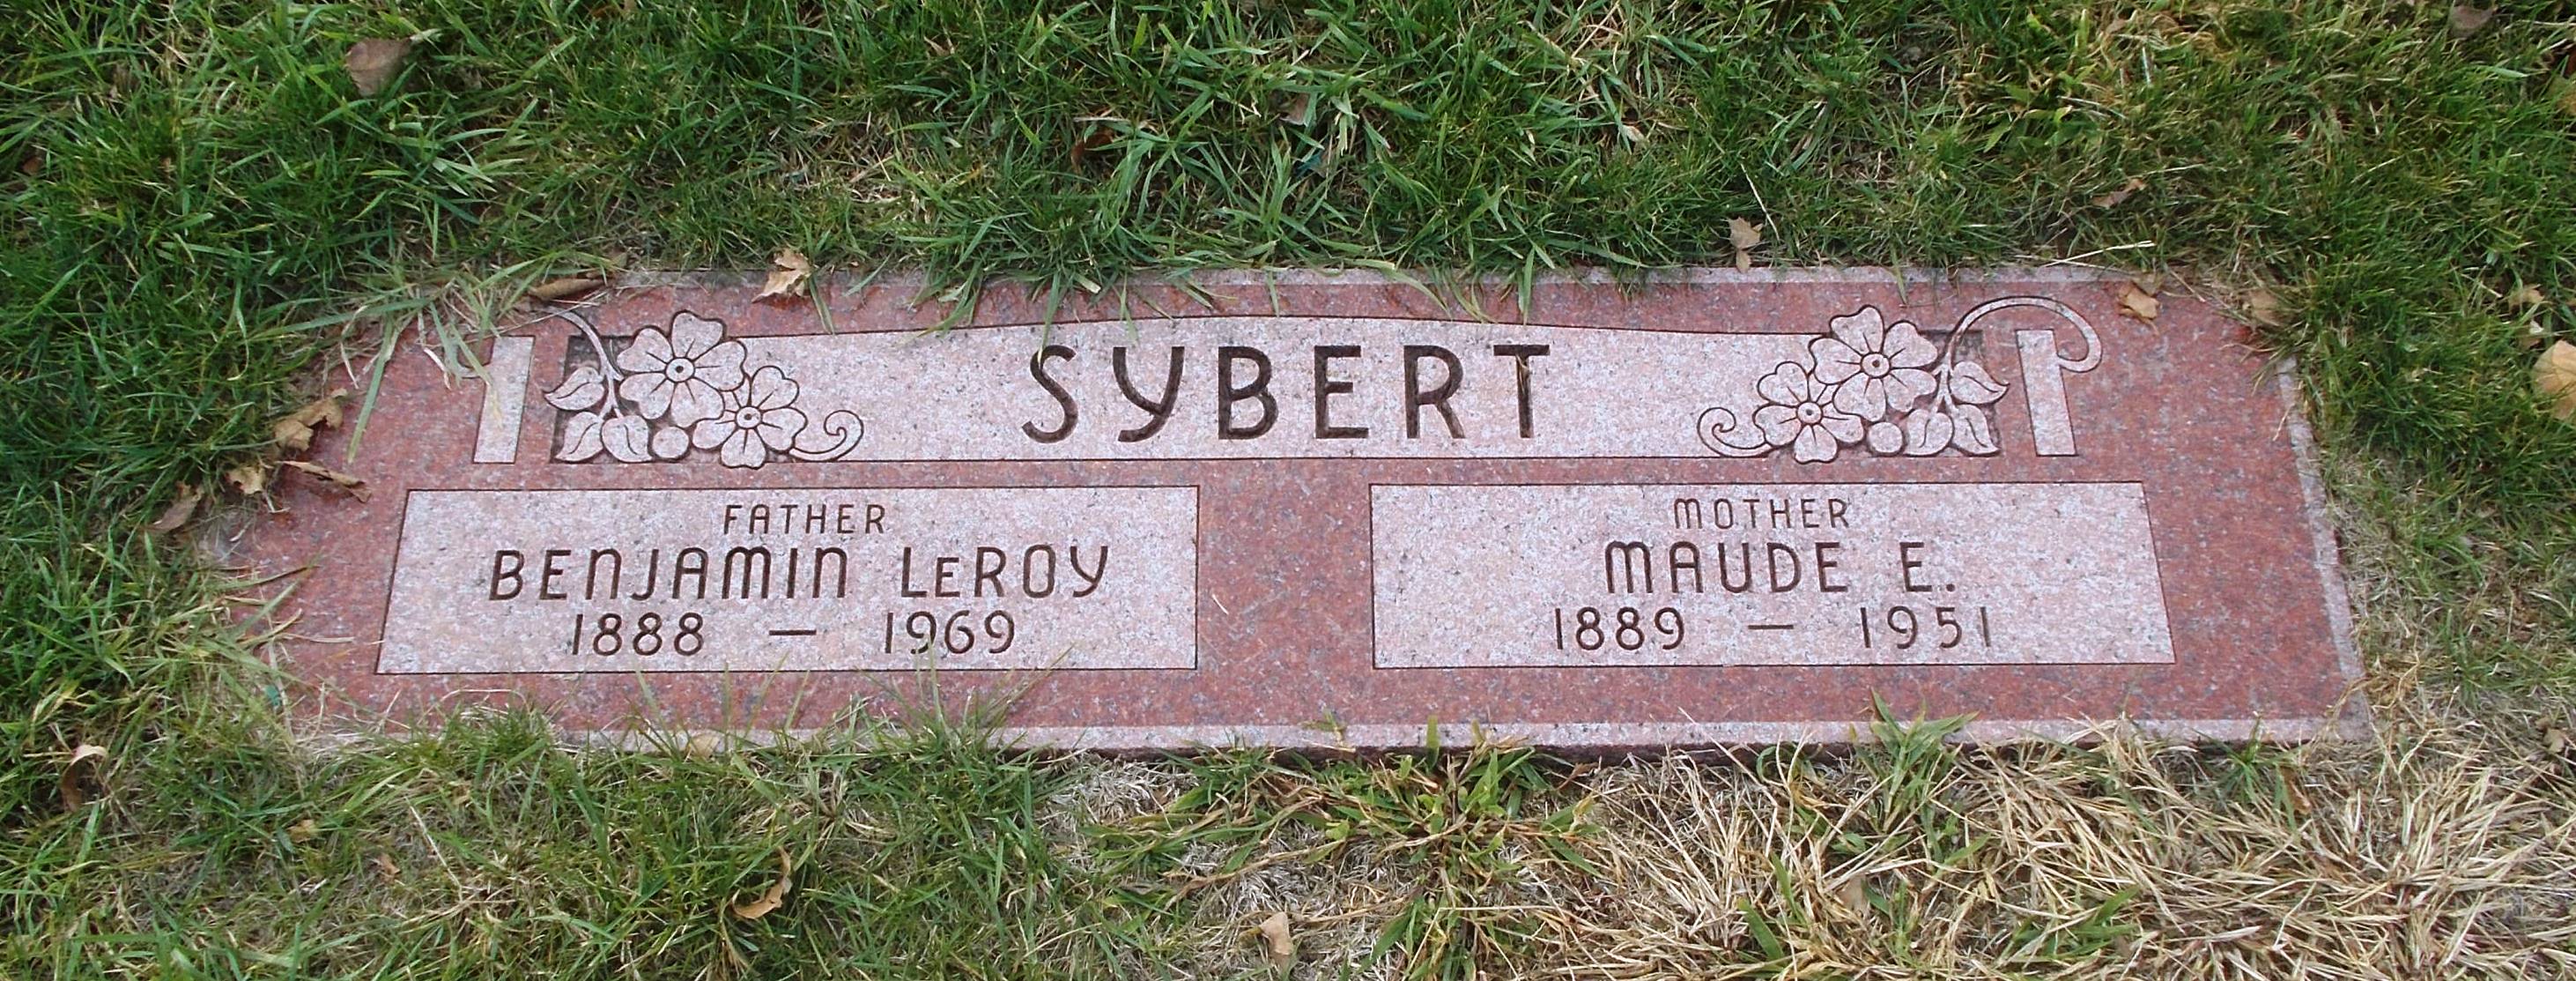 SYBERT
FATHER
BENJAMIN LeROY
1888 — 1969
MOTHER
MAUDE E.
1889 — 1951